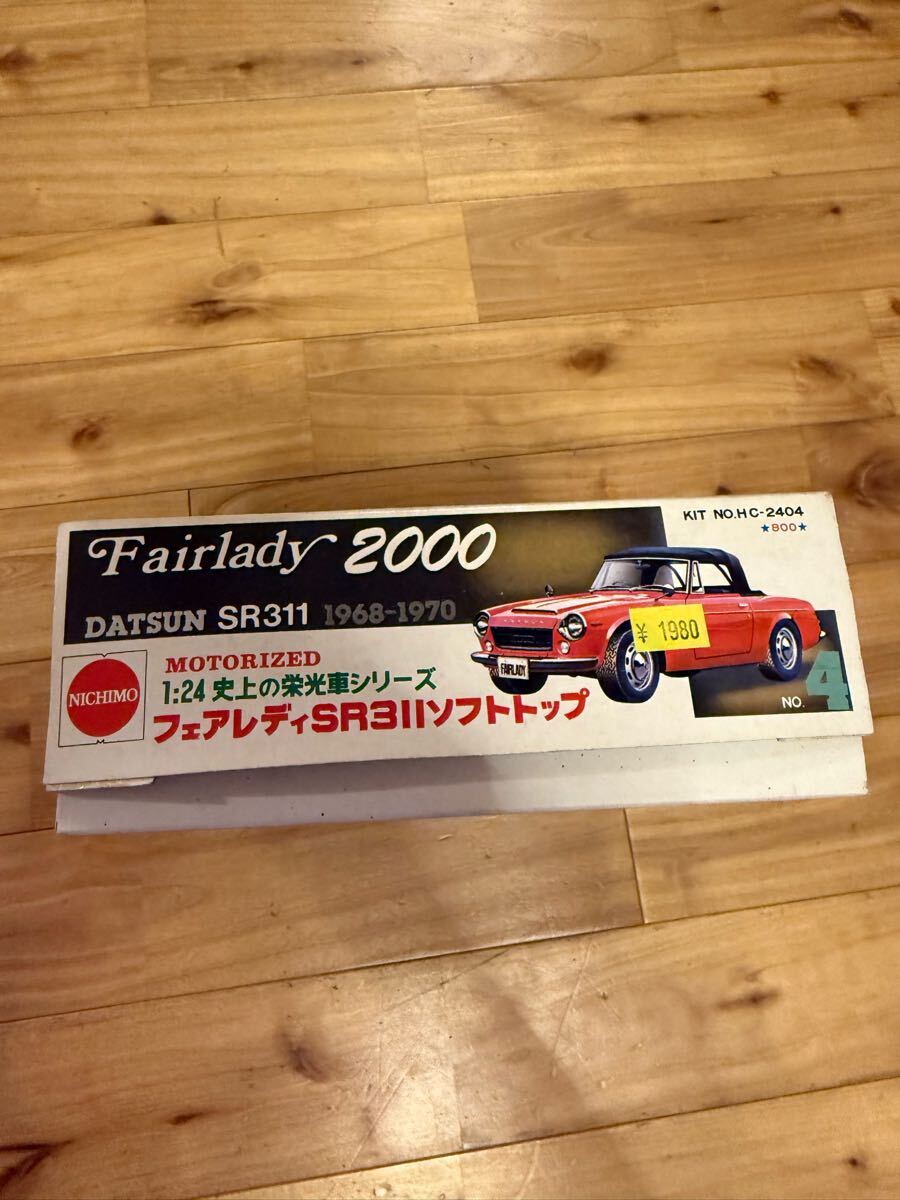 Fairlady 2000
KIT NO.HC-2404
★800★
DATSUN SR311 1968-1970
¥ 1980
FAIRLADY
NICHIMO
MOTORIZED
1:24 史上の栄光車シリーズ
フェアレディSR311ソフトトップ
NO. 4